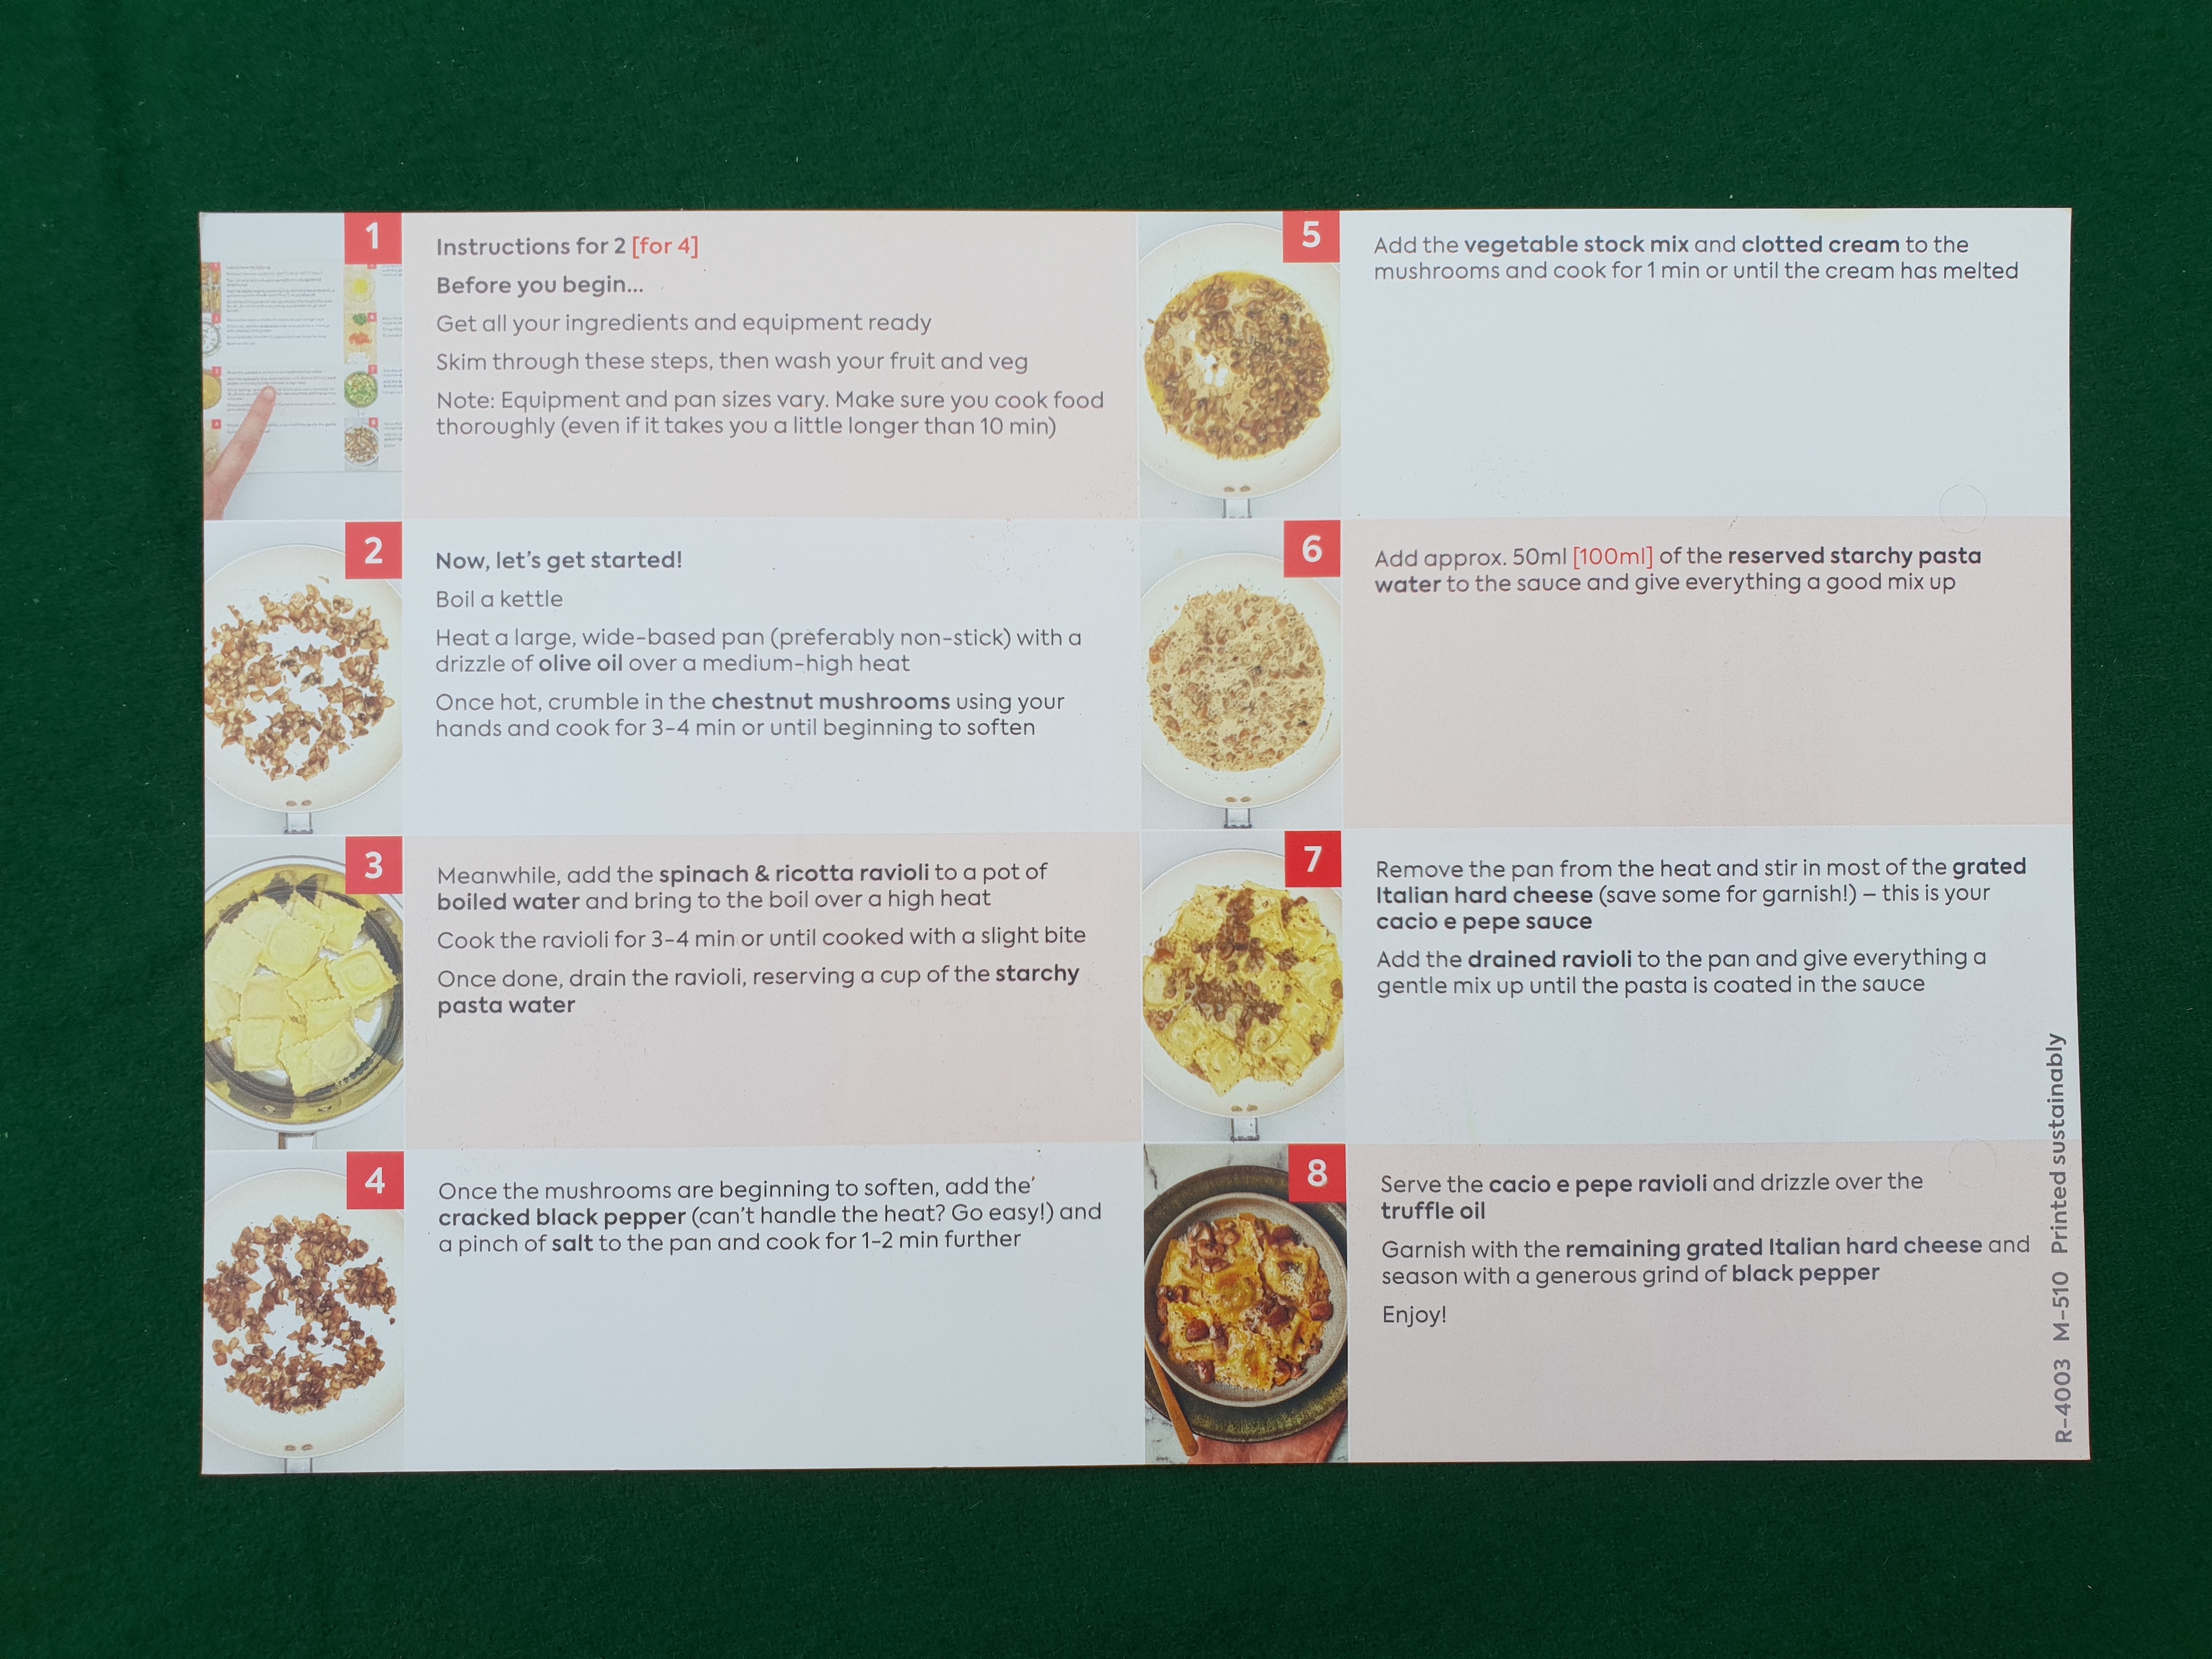 1
Instructions for 2 [for 4]
Before you begin...
Get all your ingredients and equipment ready
Skim through these steps, then wash your fruit and veg
Note: Equipment and pan sizes vary. Make sure you cook food
thoroughly (even if it takes you a little longer than 10 min)
2
Now, let's get started!
Boil a kettle
Heat a large, wide-based pan (preferably non-stick) with a
drizzle of olive oil over a medium-high heat
Once hot, crumble in the chestnut mushrooms using your
hands and cook for 3-4 min or until beginning to soften
3
Meanwhile, add the spinach & ricotta ravioli to a pot of
boiled water and bring to the boil over a high heat
Cook the ravioli for 3-4 min or until cooked with a slight bite
Once done, drain the ravioli, reserving a cup of the starchy
pasta water
4
Once the mushrooms are beginning to soften, add the'
cracked black pepper (can't handle the heat? Go easy!) and
a pinch of salt to the pan and cook for 1-2 min further
5
Add the vegetable stock mix and clotted cream to the
mushrooms and cook for 1 min or until the cream has melted
6
Add approx. 50ml [100ml] of the reserved starchy pasta
water to the sauce and give everything a good mix up
7
Remove the pan from the heat and stir in most of the grated
Italian hard cheese (save some for garnish!) – this is your
cacio e pepe sauce
Add the drained ravioli to the pan and give everything a
gentle mix up until the pasta is coated in the sauce
8
Serve the cacio e pepe ravioli and drizzle over the
truffle oil
Garnish with the remaining grated Italian hard cheese and
season with a generous grind of black pepper
Enjoy!
R-4003 M-510 Printed sustainably